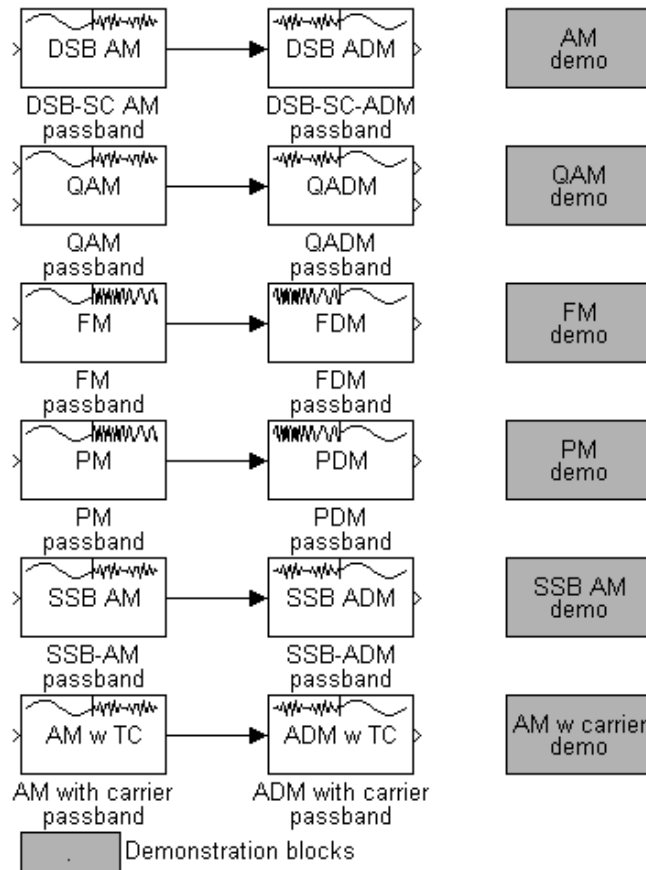 DSB AM
DSB ADM
AM
demo
DSB-SC AM
passband
DSB-SC-ADM
passband
QAM
QADM
QAM
demo
QAM
passband
QADM
passband
FM
FDM
FM
demo
FM
passband
FDM
passband
PM
PDM
PM
demo
PM
passband
PDM
passband
SSB AM
SSB ADM
SSB AM
demo
SSB-AM
passband
SSB-ADM
passband
AM w TC
ADM w TC
AM w carrier
demo
AM with carrier
passband
ADM with carrier
passband
.
Demonstration blocks